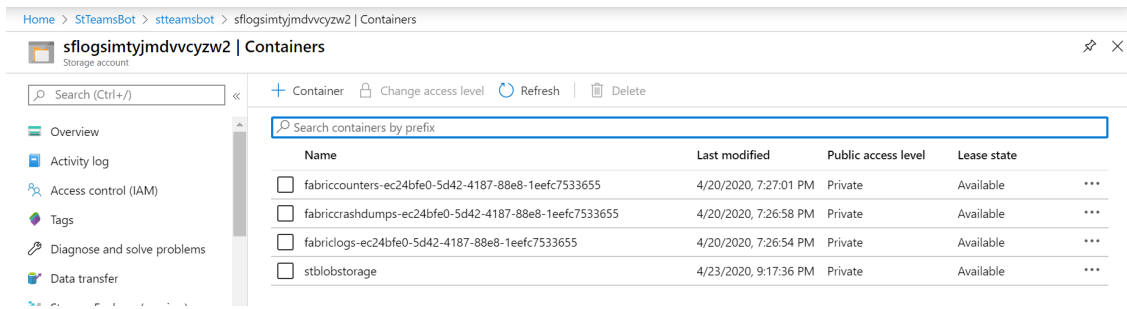 Home > StTeamsBot > stteamsbot > sflogsimtyjmdvvcyzw2 | Containers
sflogsimtyjmdvvcyzw2 | Containers
Storage account
Search (Ctrl+/)
Overview
Activity log
Access control (IAM)
Tags
Diagnose and solve problems
Data transfer
Container Change access level Refresh Delete
Search containers by prefix
Name Last modified Public access level Lease state
fabriccounters-ec24bfe0-5d42-4187-88e8-1eefc7533655 4/20/2020, 7:27:01 PM Private Available
fabriccrashdumps-ec24bfe0-5d42-4187-88e8-1eefc7533655 4/20/2020, 7:26:58 PM Private Available
fabriclogs-ec24bfe0-5d42-4187-88e8-1eefc7533655 4/20/2020, 7:26:54 PM Private Available
stblobstorage 4/23/2020, 9:17:36 PM Private Available